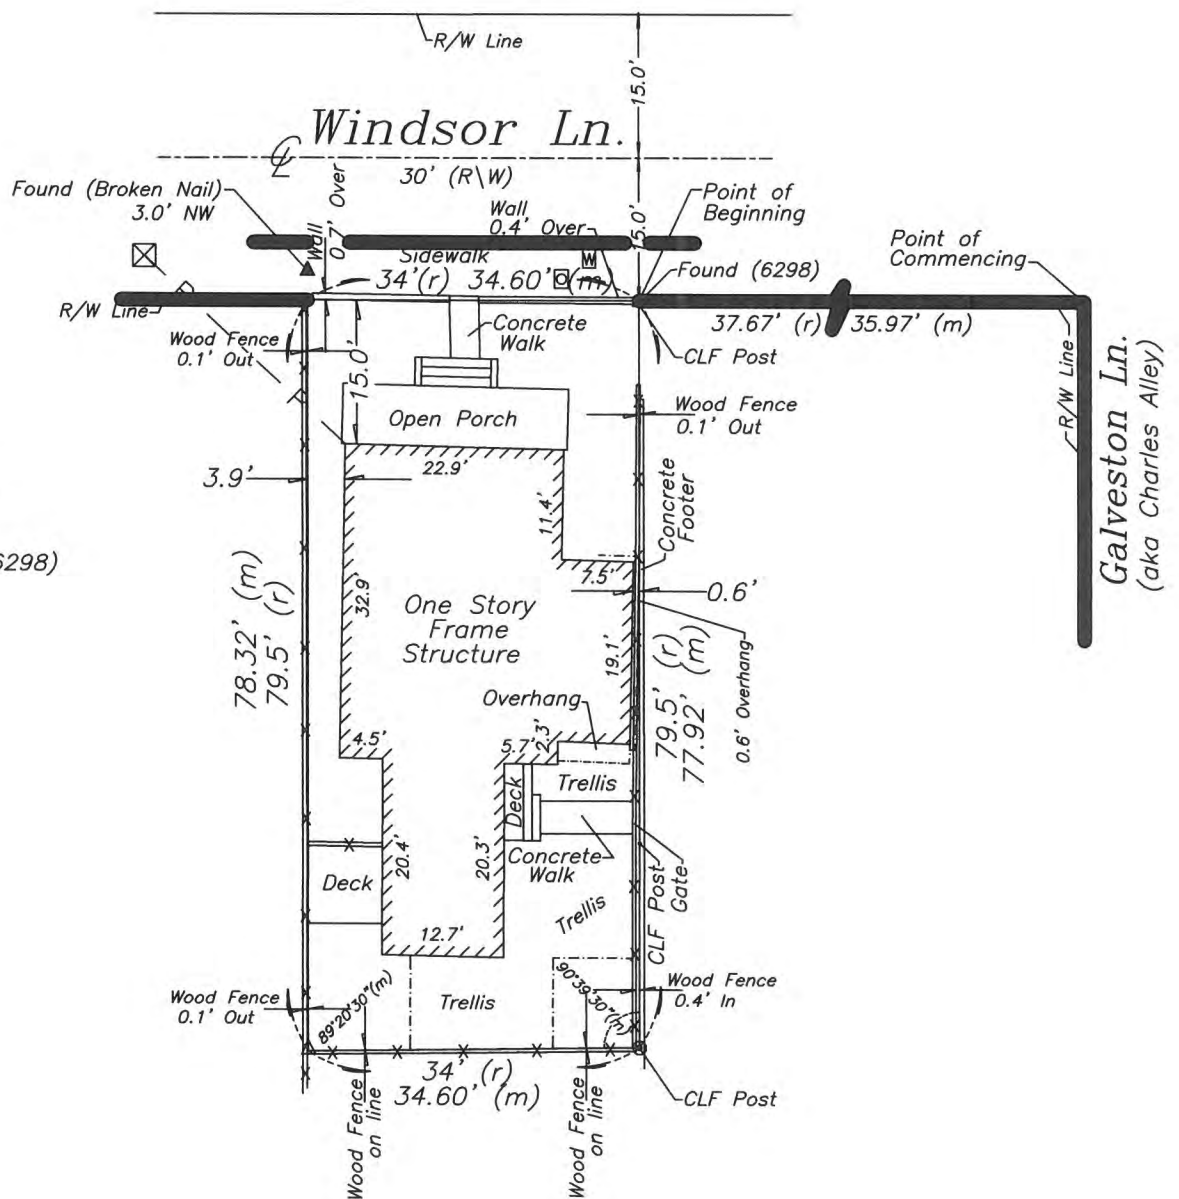 R/W Line
15.0'
Windsor Ln.
℄
30' (R\W)
15.0'
Found (Broken Nail)
3.0' NW
Wall
0.7' Over
Wall
0.4' Over
Point of
Beginning
Point of
Commencing
Sidewalk
W
34'(r) 34.60' (m)
Found (6298)
R/W Line
37.67' (r) 35.97' (m)
Wood Fence
0.1' Out
Concrete
Walk
CLF Post
R/W Line
Galveston Ln.
(aka Charles Alley)
15.0'
Open Porch
Wood Fence
0.1' Out
22.9'
3.9'
11.4'
Concrete
Footer
6298)
7.5'
0.6'
78.32' (m)
79.5' (r)
32.9'
One Story
Frame
Structure
19.1'
79.5' (r)
77.92' (m)
0.6' Overhang
Overhang
4.5'
5.7'
2.3'
Deck
Trellis
20.4'
20.3'
Concrete
Walk
Deck
Trellis
CLF Post
Gate
12.7'
Wood Fence
0.1' Out
89°20'30"(m)
Trellis
90°39'30"(m)
Wood Fence
0.4' In
34' (r)
34.60' (m)
Wood Fence
on line
Wood Fence
on line
CLF Post